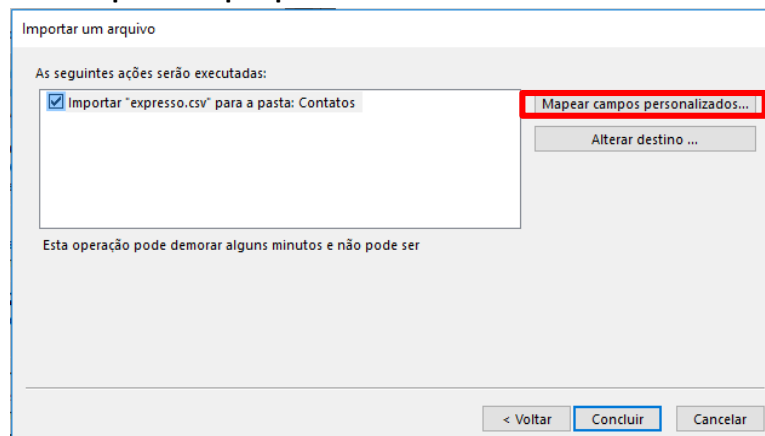 Importar um arquivo
As seguintes ações serão executadas:
Importar "expresso.csv" para a pasta: Contatos
Mapear campos personalizados...
Alterar destino ...
Esta operação pode demorar alguns minutos e não pode ser
< Voltar
Concluir
Cancelar